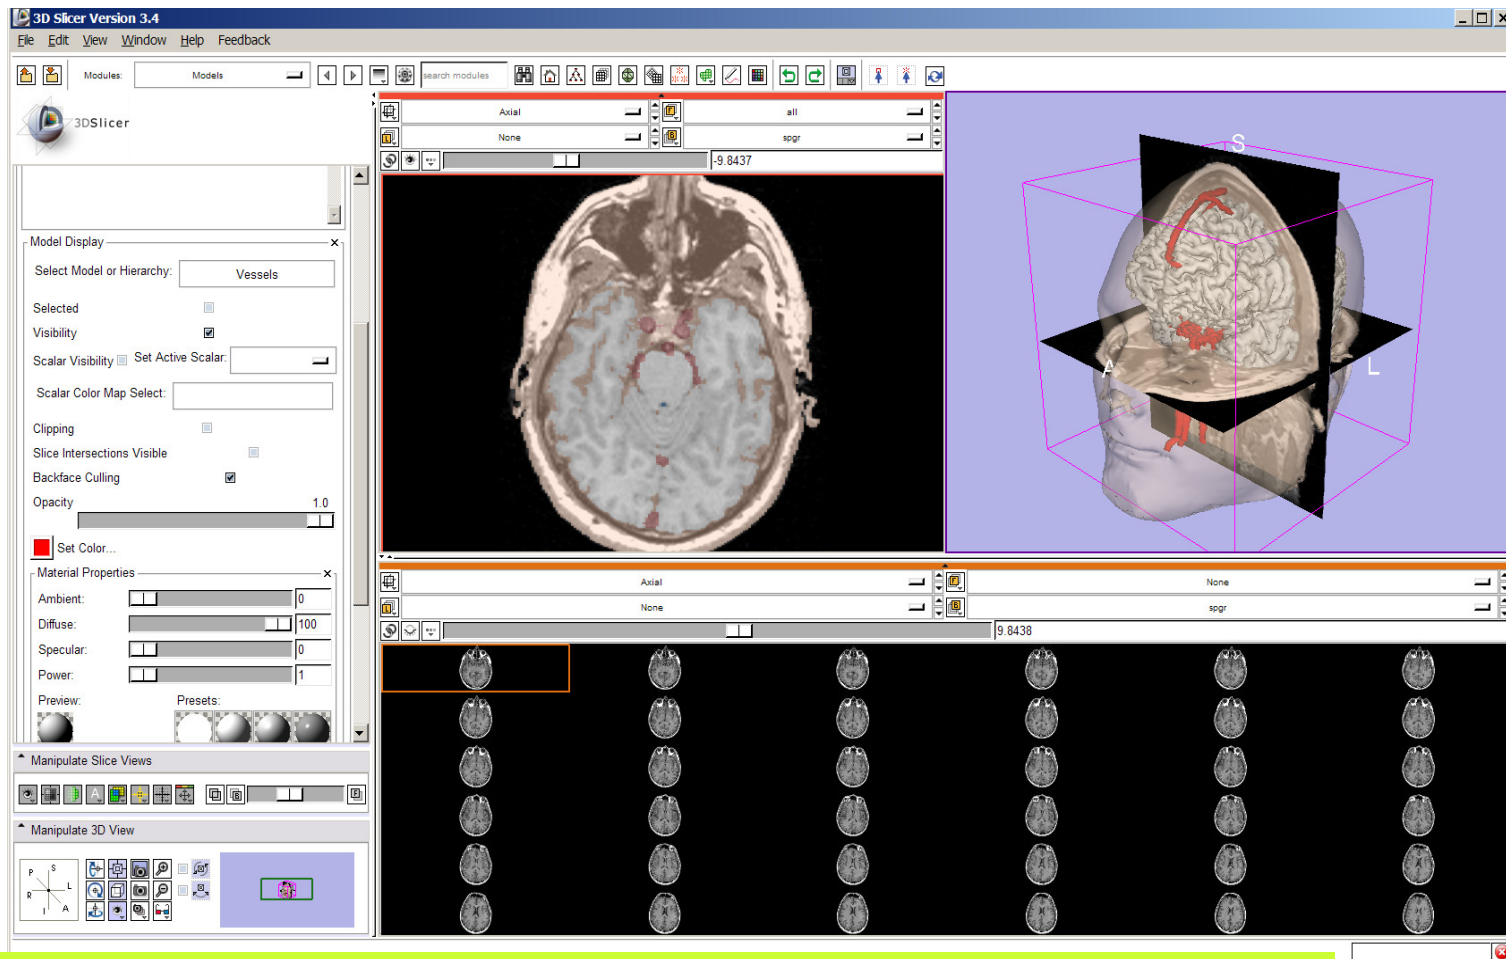 3D Slicer Version 3.4
File Edit View Window Help Feedback
Modules: Models search modules
3DSlicer
Axial all
None spgr
-9.8437
S
A
L
Model Display x
Select Model or Hierarchy: Vessels
Selected
Visibility
Scalar Visibility Set Active Scalar:
Scalar Color Map Select:
Clipping
Slice Intersections Visible
Backface Culling
Opacity 1.0
Set Color...
Material Properties x
Ambient: 0
Diffuse: 100
Specular: 0
Power: 1
Preview: Presets:
Manipulate Slice Views
Manipulate 3D View
P S
R L
I A
Axial None
None spgr
9.8438